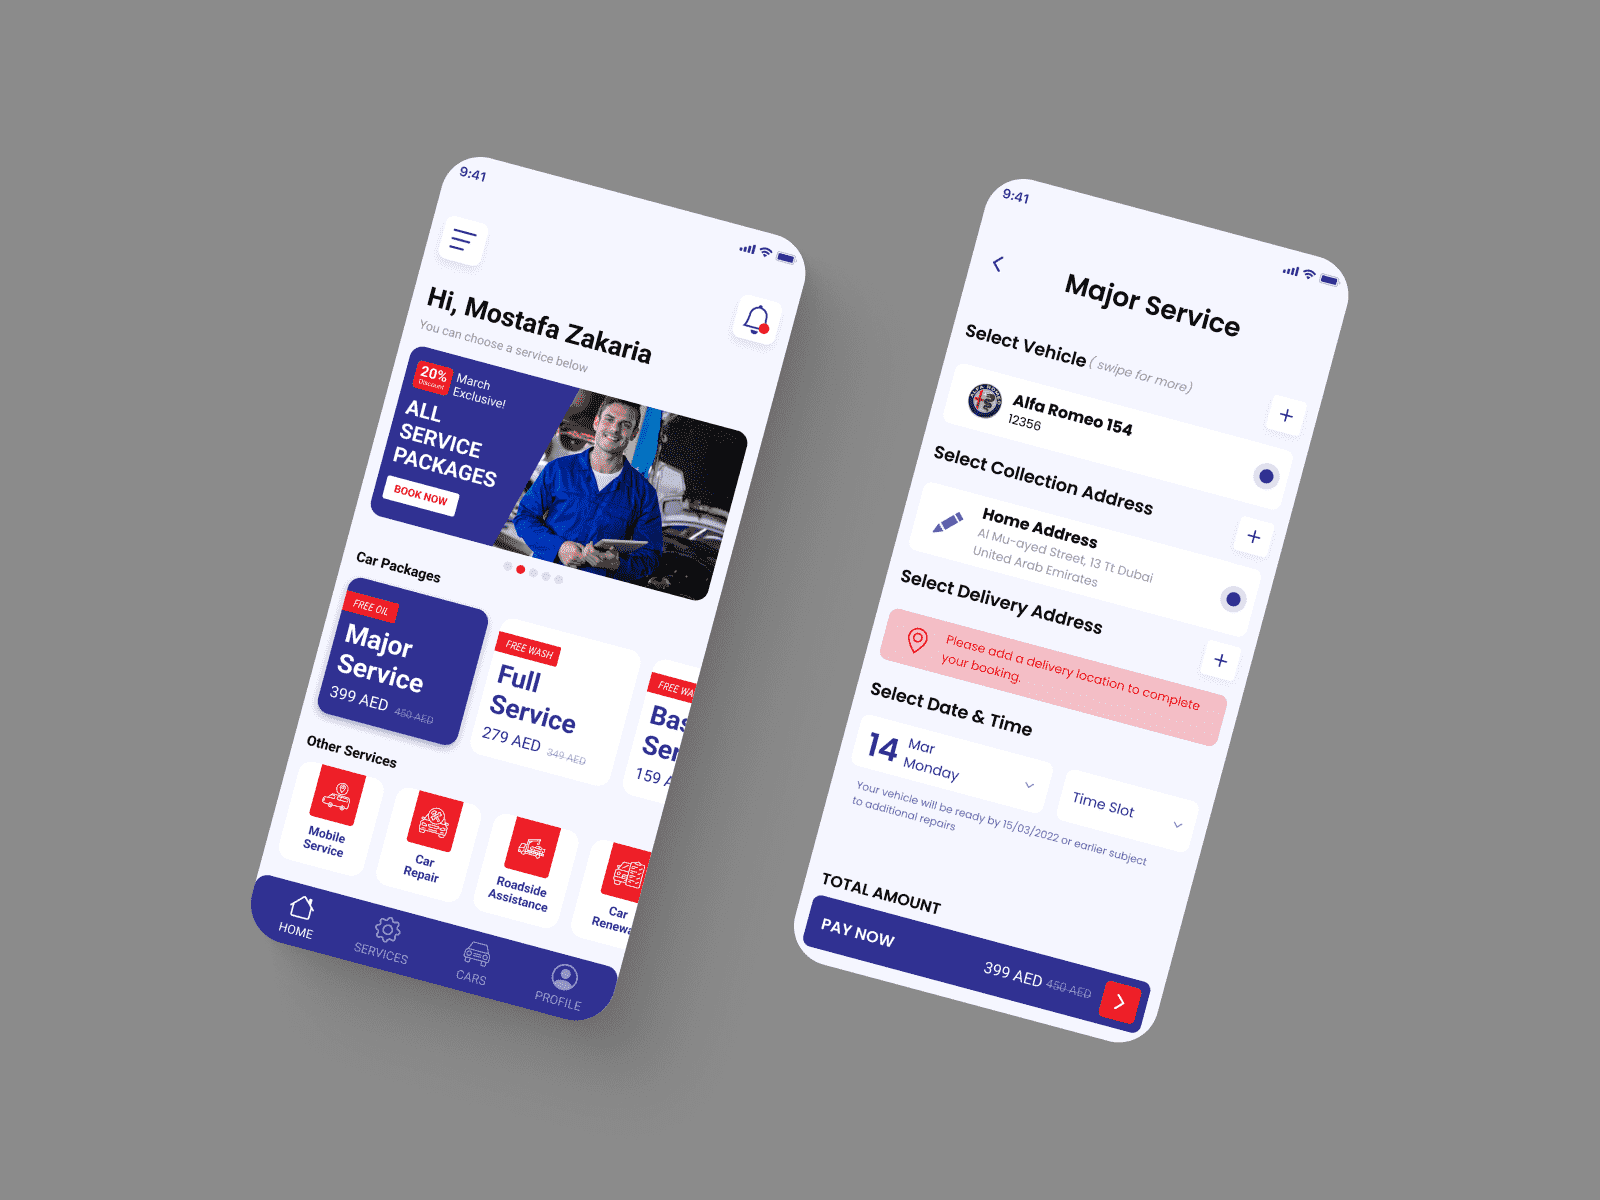 9:41
Hi, Mostafa Zakaria
You can choose a service below
20%
Discount
March
Exclusive!
ALL
SERVICE
PACKAGES
BOOK NOW
Car Packages
FREE OIL
Major
Service
399 AED 450 AED
FREE WASH
Full
Service
279 AED 349 AED
FREE WA
Bas
Ser
159 A
Other Services
Mobile
Service
Car
Repair
Roadside
Assistance
Car
Renewa
HOME
SERVICES
CARS
PROFILE
9:41
Major Service
Select Vehicle ( swipe for more)
ALFA ROMEO
Alfa Romeo 154
12356
Select Collection Address
Home Address
Al Mu-ayed Street, 13 Tt Dubai
United Arab Emirates
Select Delivery Address
Please add a delivery location to complete
your booking.
Select Date & Time
14
Mar
Monday
Time Slot
Your vehicle will be ready by 15/03/2022 or earlier subject
to additional repairs
TOTAL AMOUNT
PAY NOW
399 AED 450 AED